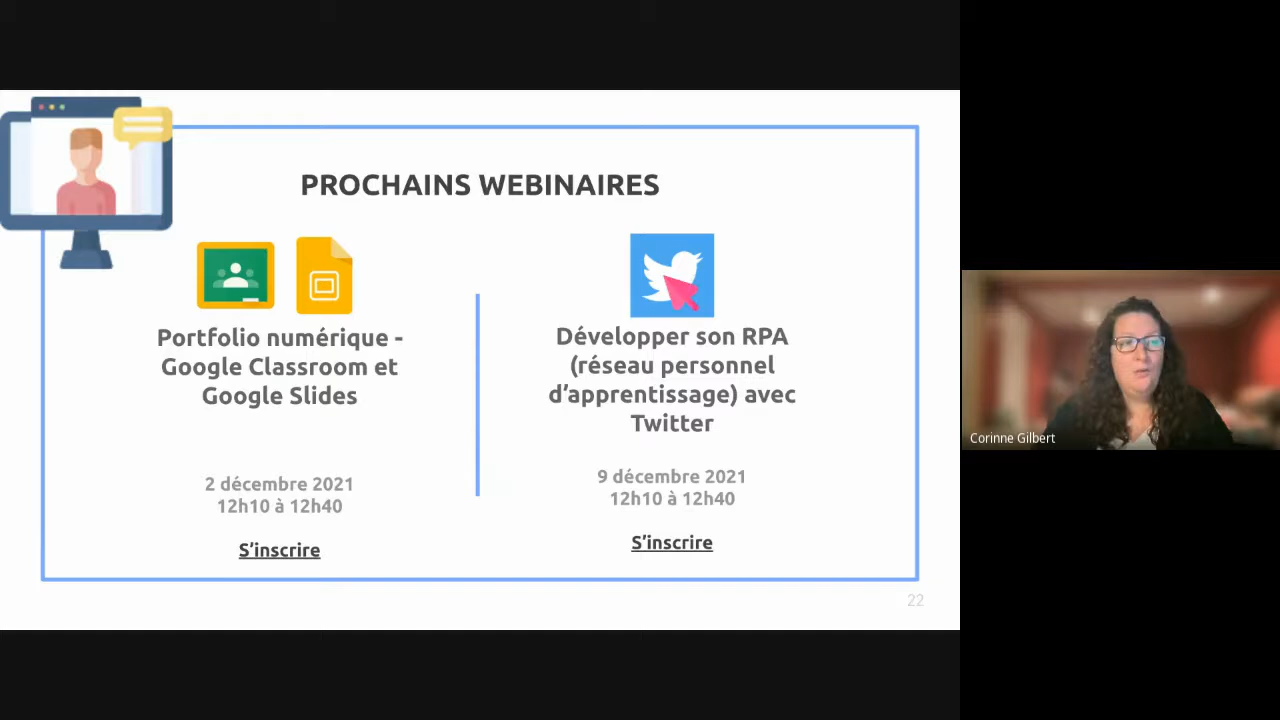 PROCHAINS WEBINAIRES
Portfolio numérique -
Google Classroom et
Google Slides
2 décembre 2021
12h10 à 12h40
S'inscrire
Développer son RPA
(réseau personnel
d'apprentissage) avec
Twitter
9 décembre 2021
12h10 à 12h40
S'inscrire
22
Corinne Gilbert